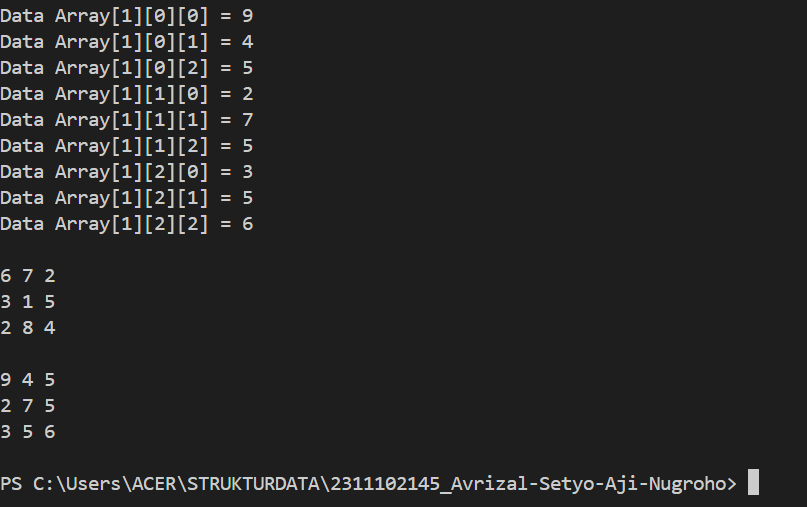 Data Array[1][0][0] = 9
Data Array[1][0][1] = 4
Data Array[1][0][2] = 5
Data Array[1][1][0] = 2
Data Array[1][1][1] = 7
Data Array[1][1][2] = 5
Data Array[1][2][0] = 3
Data Array[1][2][1] = 5
Data Array[1][2][2] = 6
6 7 2
3 1 5
2 8 4
9 4 5
2 7 5
3 5 6
PS C:\Users\ACER\STRUKTURDATA\2311102145_Avrizal-Setyo-Aji-Nugroho>